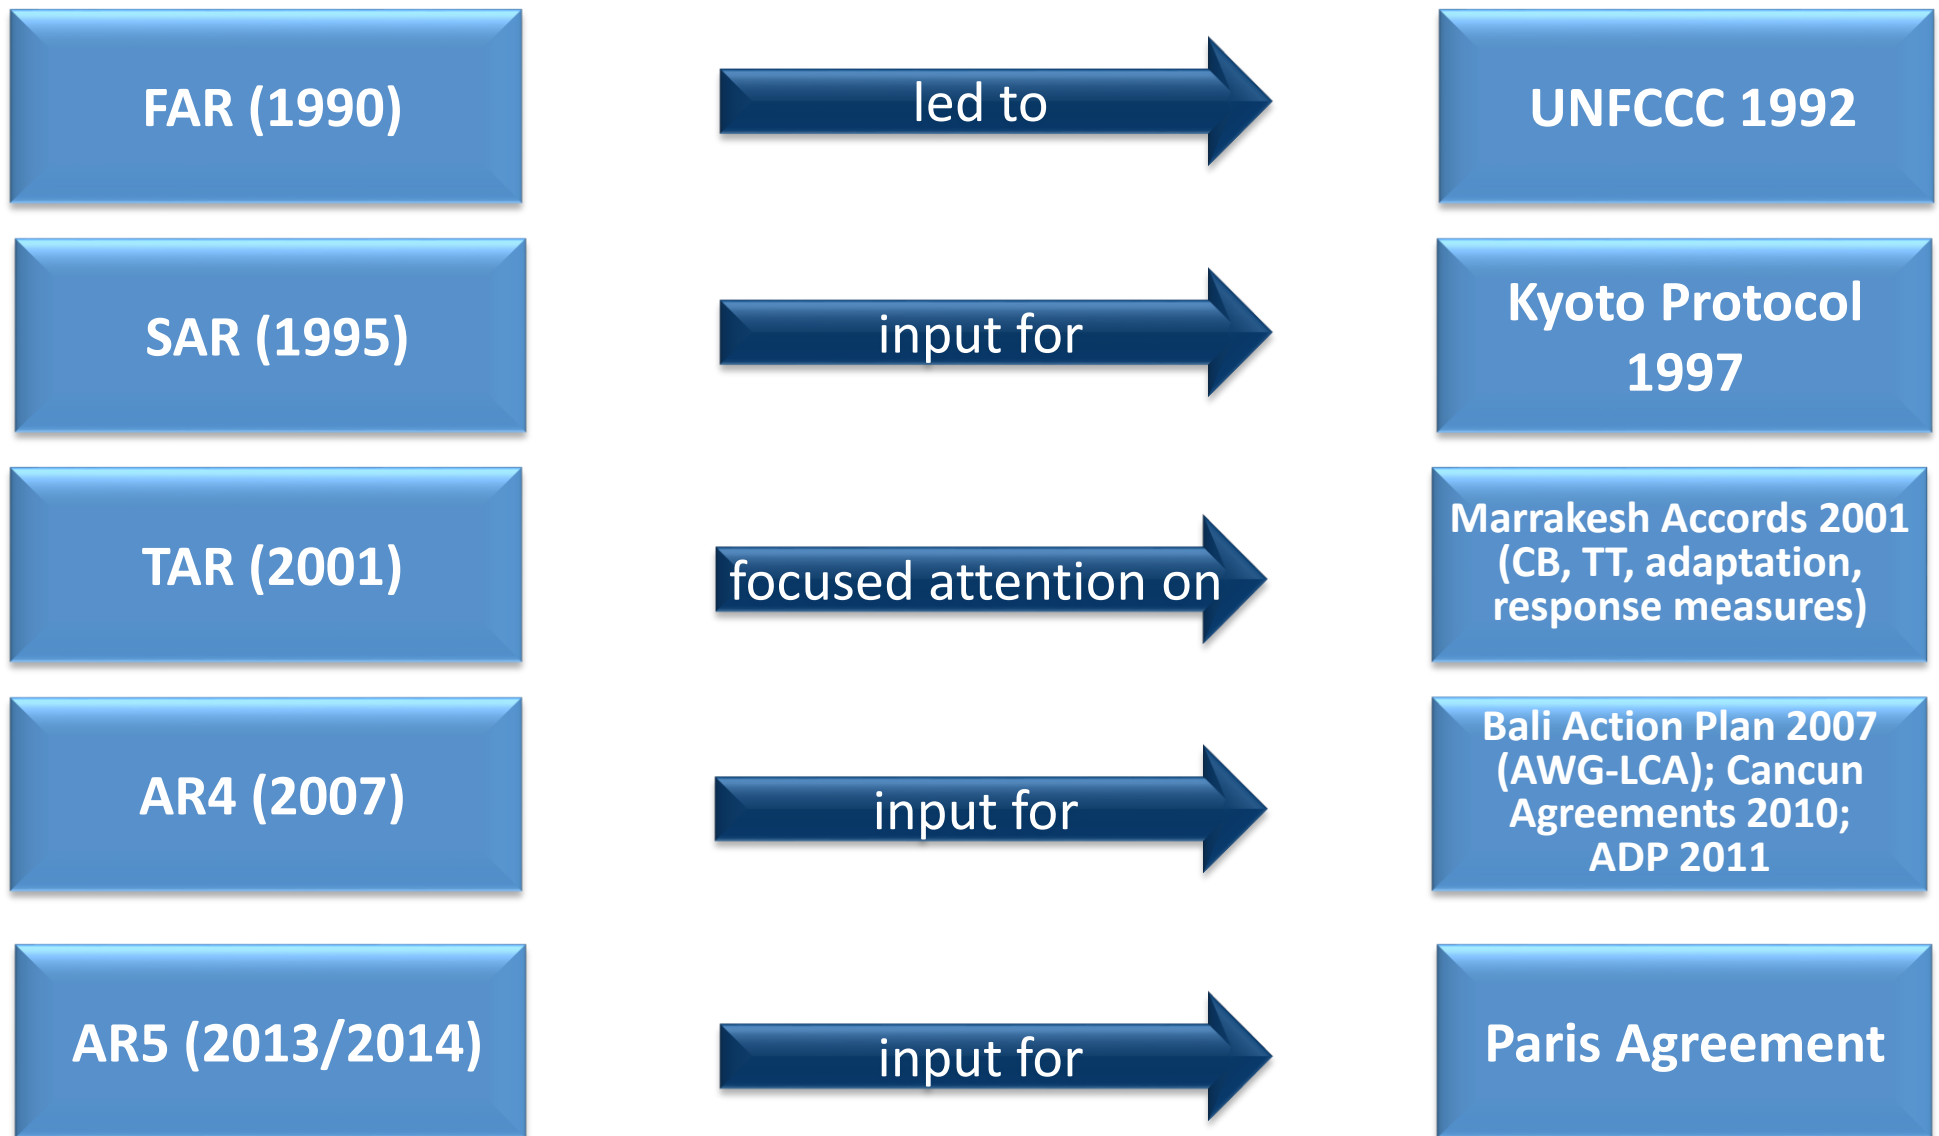 FAR (1990)
led to
UNFCCC 1992
SAR (1995)
input for
Kyoto Protocol
1997
TAR (2001)
focused attention on
Marrakesh Accords 2001
(CB, TT, adaptation,
response measures)
AR4 (2007)
input for
Bali Action Plan 2007
(AWG-LCA); Cancun
Agreements 2010;
ADP 2011
AR5 (2013/2014)
input for
Paris Agreement